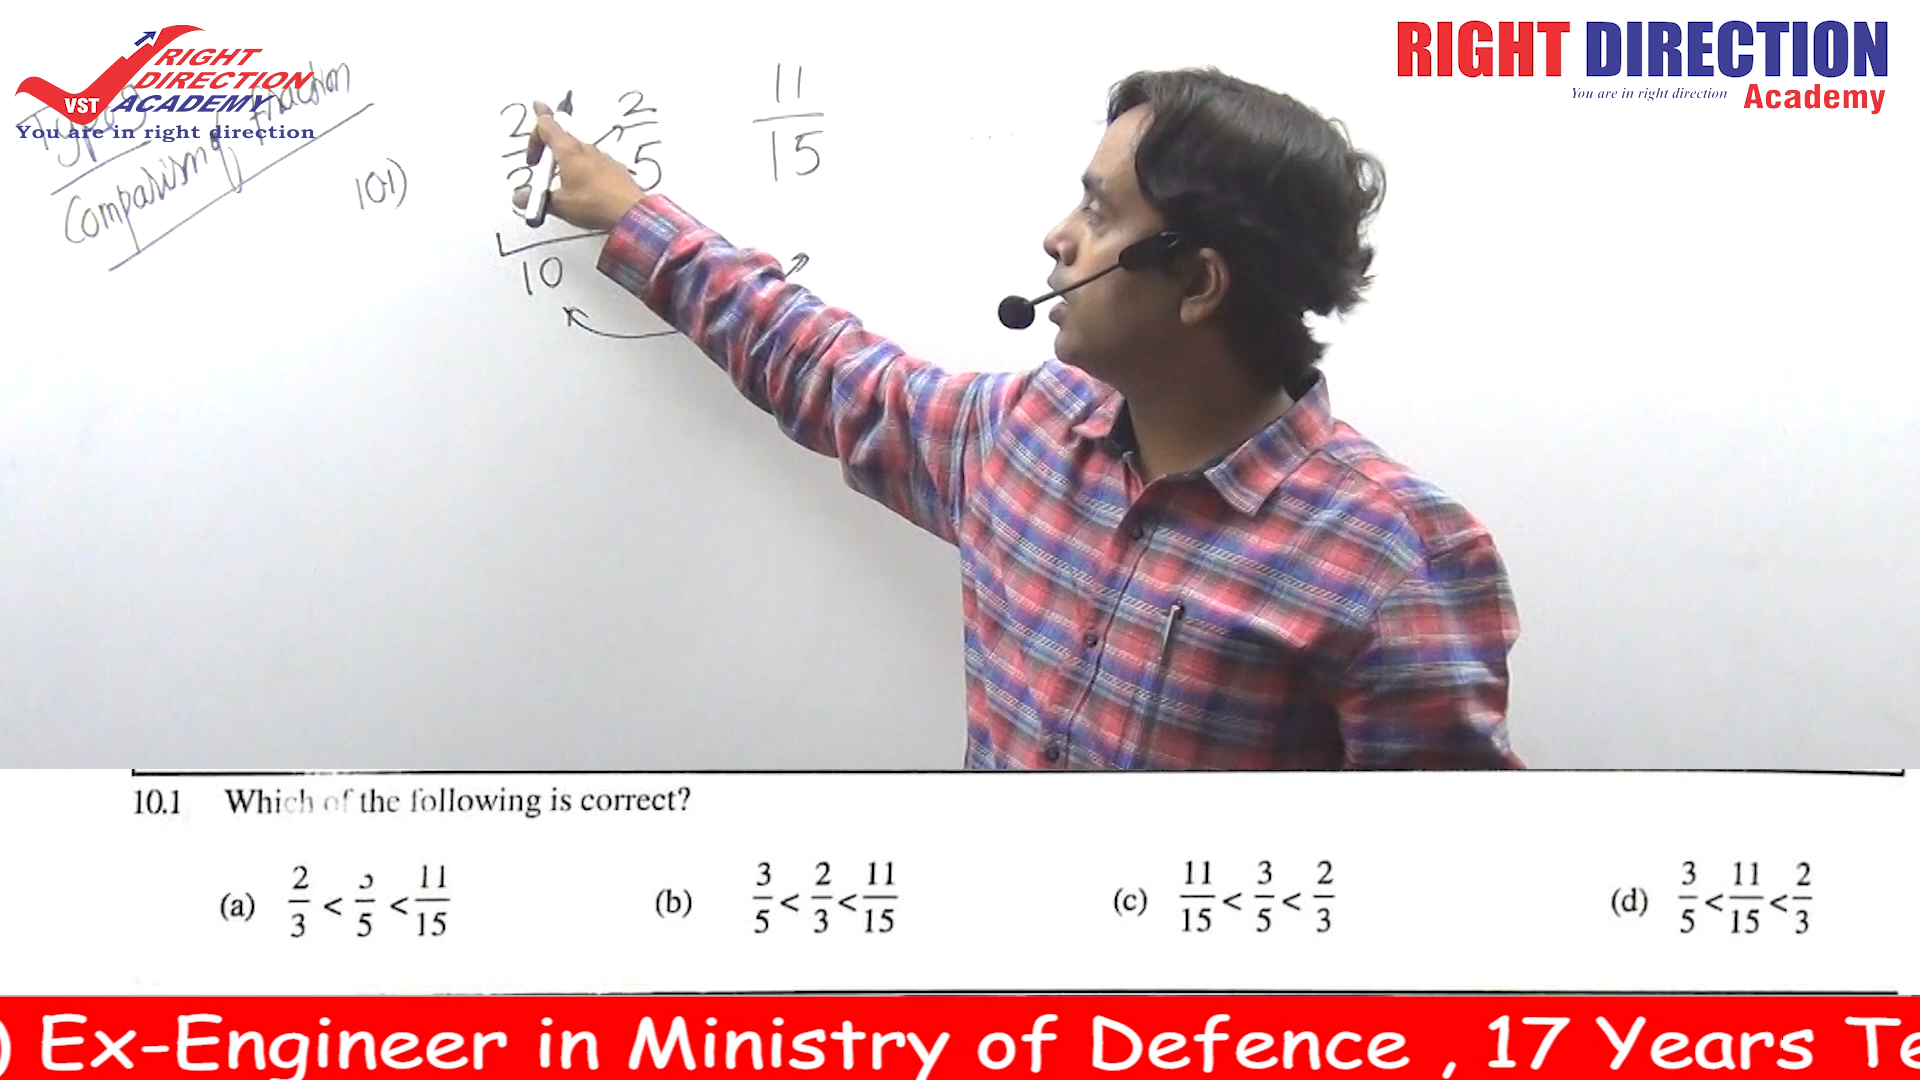 RIGHT
DIRECTION
VST ACADEMY
You are in right direction
RIGHT DIRECTION
You are in right direction Academy
Types
Comparising of Fraction
101)
2/3 2/5 11/15
10
10.1 Which of the following is correct?
(a) 2/3 < /5 < 11/15 (b) 3/5 < 2/3 < 11/15 (c) 11/15 < 3/5 < 2/3 (d) 3/5 < 11/15 < 2/3
) Ex-Engineer in Ministry of Defence , 17 Years Te